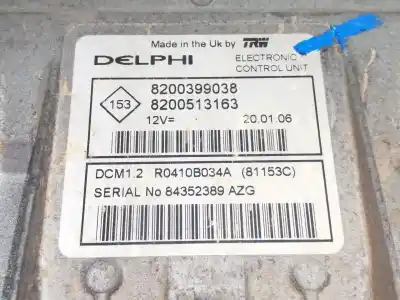 Made in the Uk by TRW
DELPHI
ELECTRONIC
CONTROL UNIT
153
8200399038
8200513163
12V=
20.01.06
DCM1.2 R0410B034A (81153C)
SERIAL No 84352389 AZG